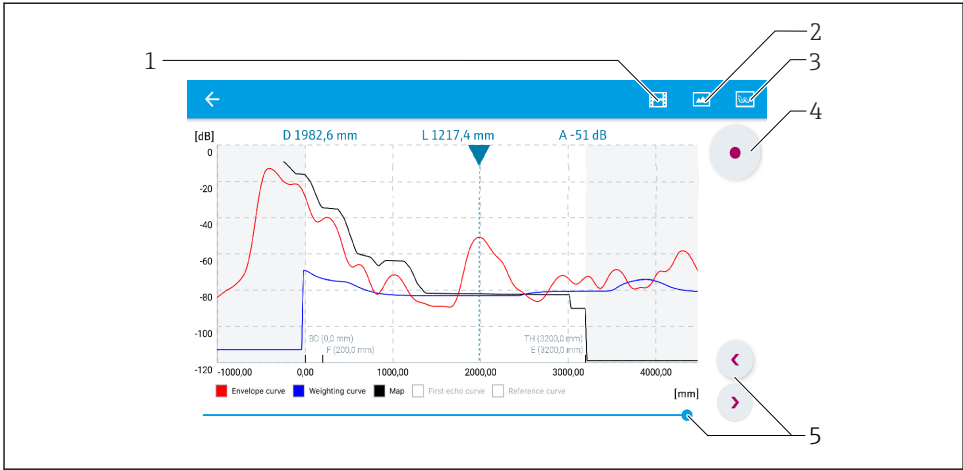 1
2
3
4
[dB]
D 1982,6 mm
L 1217,4 mm
A -51 dB
0
-20
-40
-60
-80
-100
-120
BD (0,0 mm)
F (200,0 mm)
TH (3200,0 mm)
E (3200,0 mm)
-1000,00
0,00
1000,00
2000,00
3000,00
4000,00
Envelope curve
Weighting curve
Map
First echo curve
Reference curve
[mm]
5